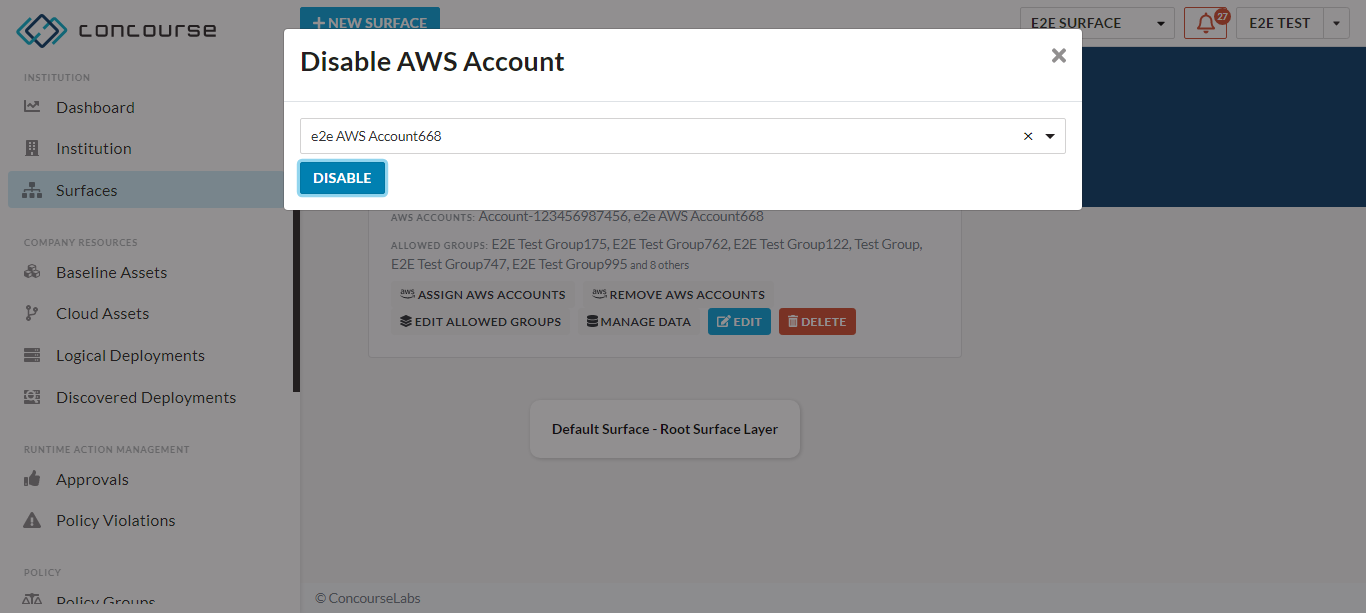 concourse
INSTITUTION
Dashboard
Institution
Surfaces
COMPANY RESOURCES
Baseline Assets
Cloud Assets
Logical Deployments
Discovered Deployments
RUNTIME ACTION MANAGEMENT
Approvals
Policy Violations
POLICY
Policy Groups
+ NEW SURFACE
E2E SURFACE
27
E2E TEST
Disable AWS Account
×
e2e AWS Account668
×
DISABLE
AWS ACCOUNTS: Account-123456987456, e2e AWS Account668
ALLOWED GROUPS: E2E Test Group175, E2E Test Group762, E2E Test Group122, Test Group,
E2E Test Group747, E2E Test Group995 and 8 others
aws ASSIGN AWS ACCOUNTS
aws REMOVE AWS ACCOUNTS
EDIT ALLOWED GROUPS
MANAGE DATA
EDIT
DELETE
Default Surface - Root Surface Layer
© ConcourseLabs